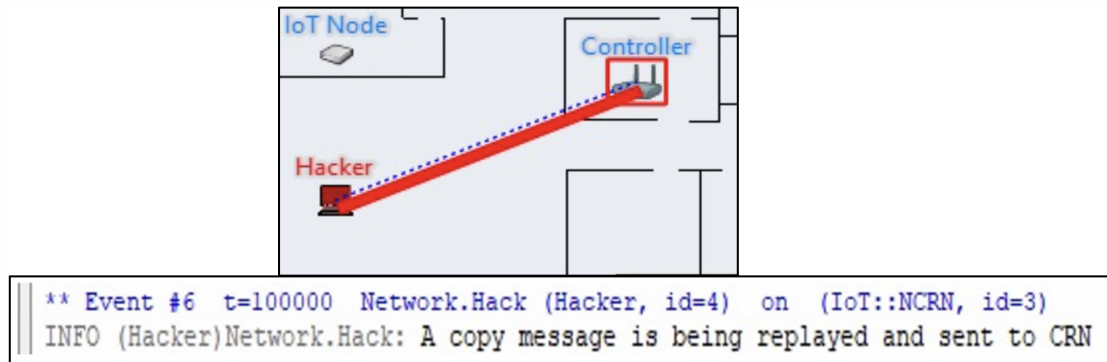 IoT Node
Controller
Hacker
** Event #6 t=100000 Network.Hack (Hacker, id=4) on (IoT::NCRN, id=3)
INFO (Hacker)Network.Hack: A copy message is being replayed and sent to CRN